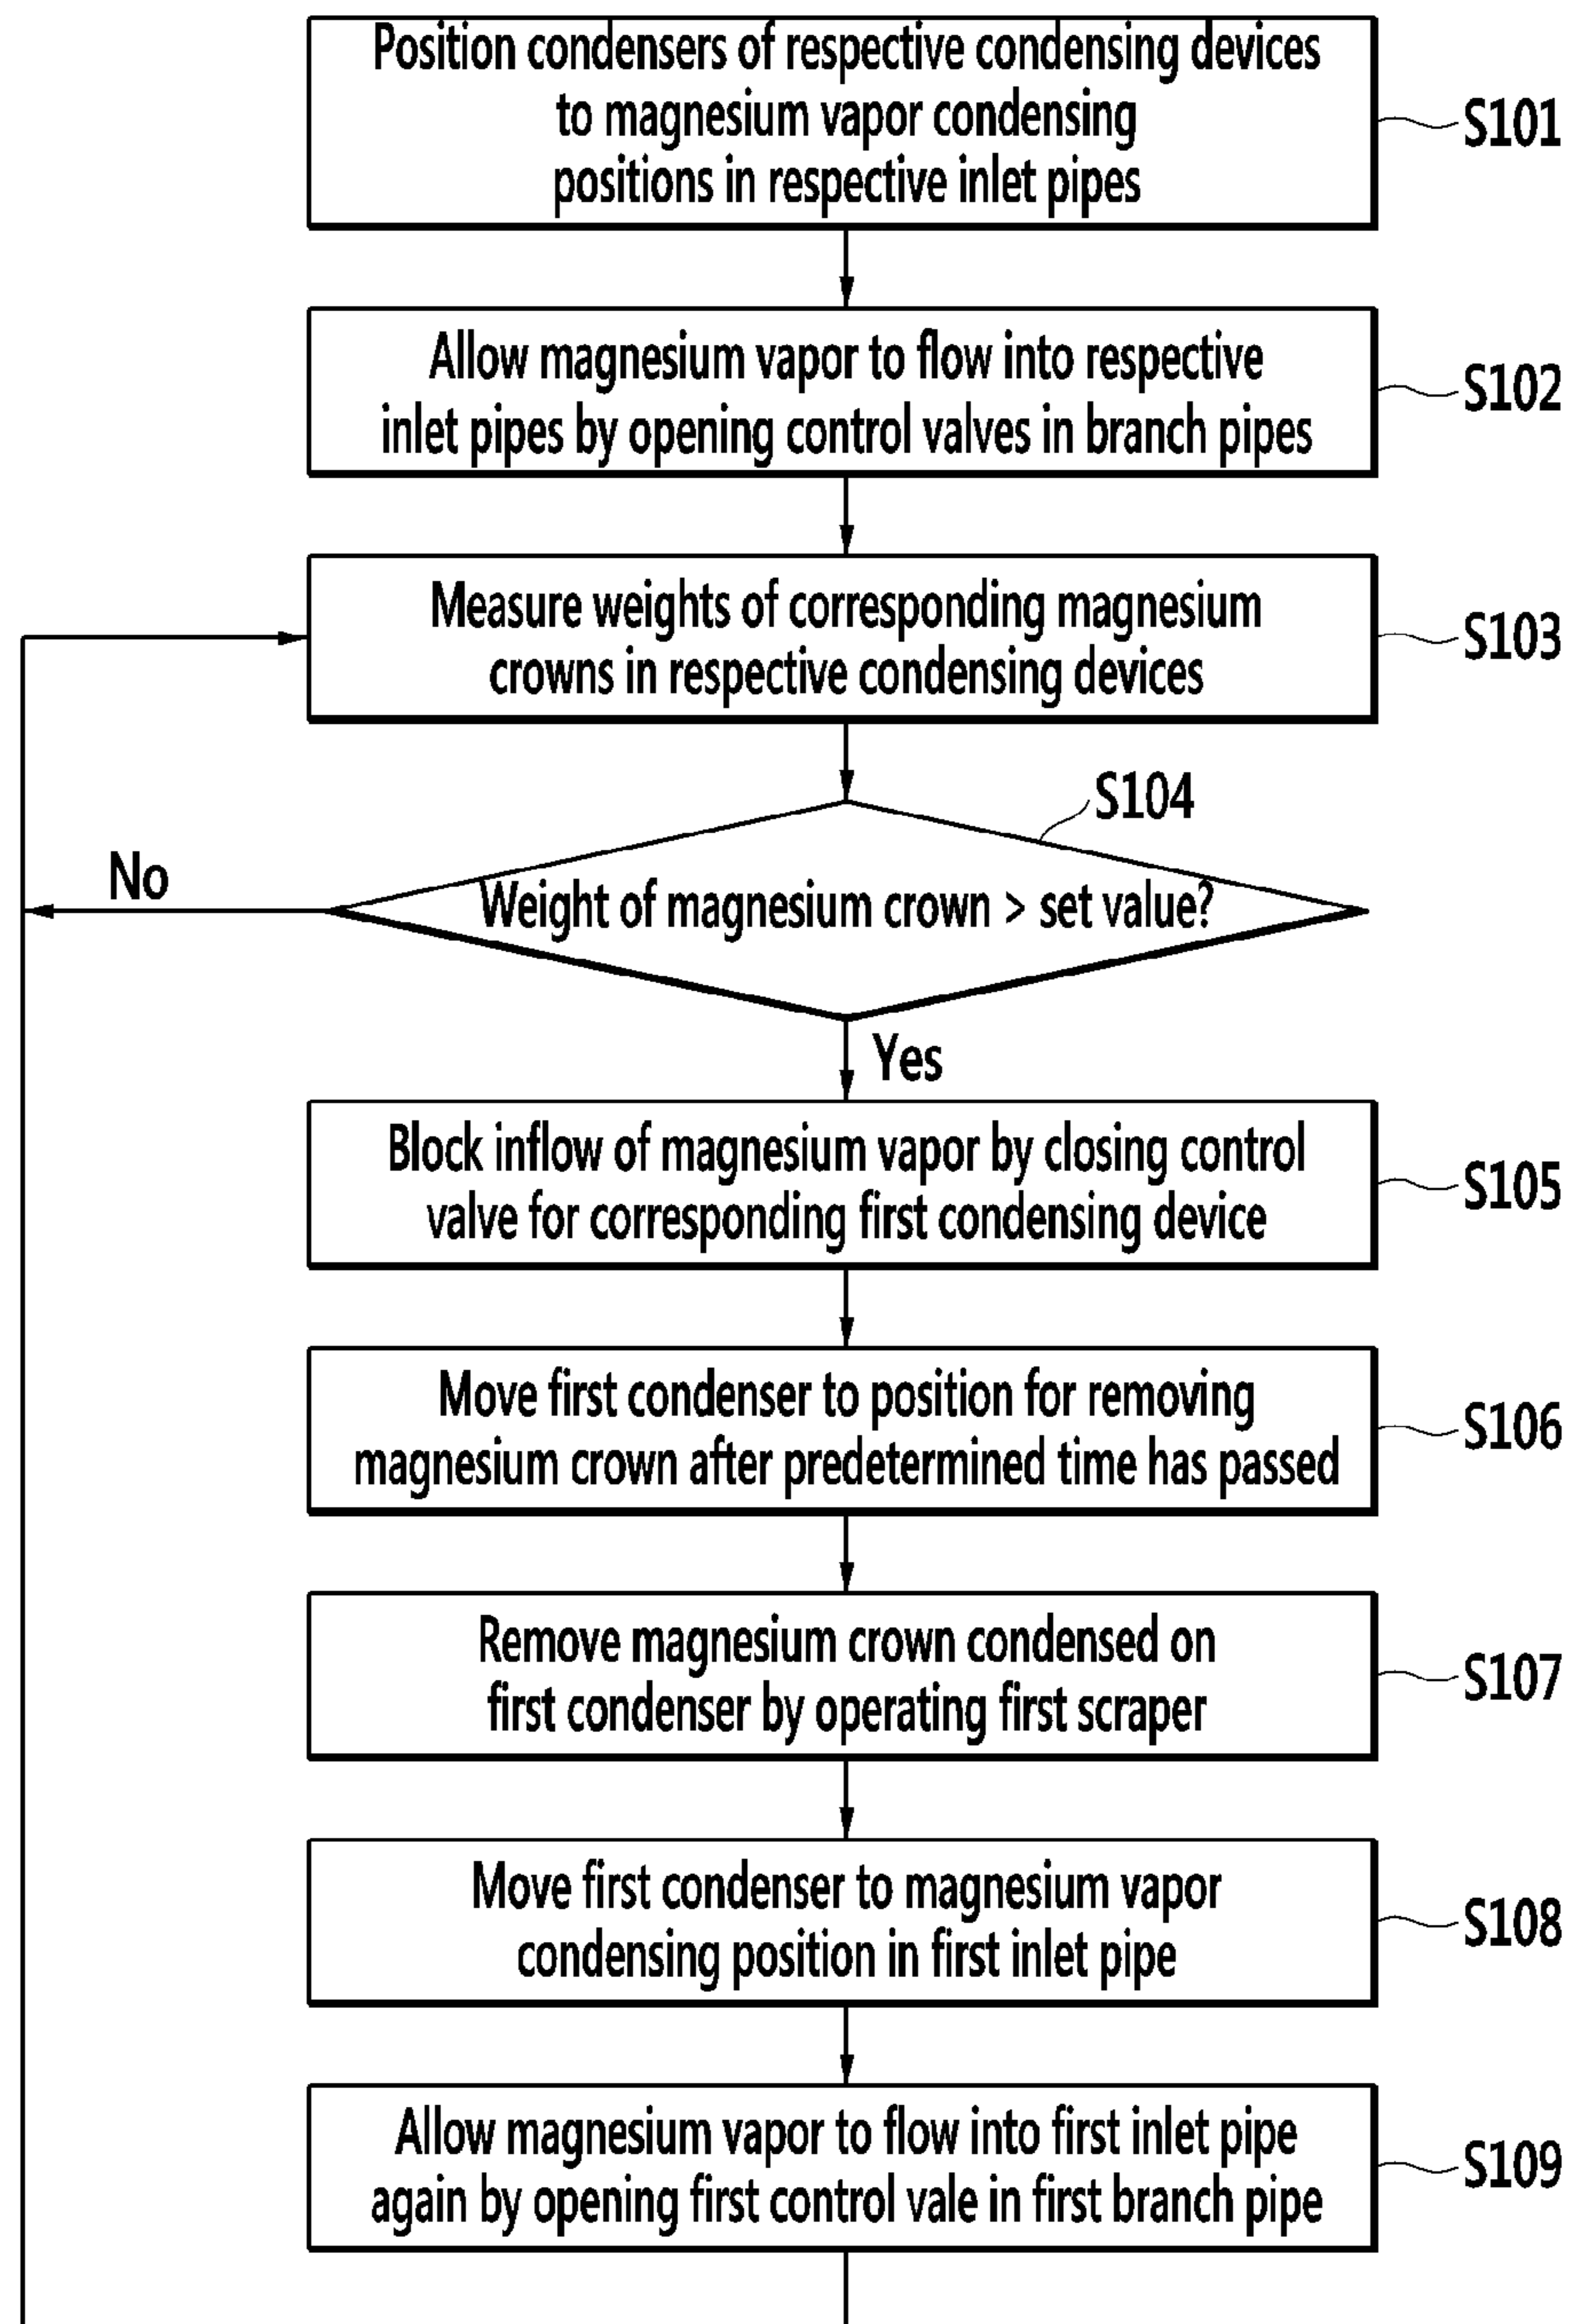 Position condensers of respective condensing devices
to magnesium vapor condensing
positions in respective inlet pipes
S101
Allow magnesium vapor to flow into respective
inlet pipes by opening control valves in branch pipes
S102
Measure weights of corresponding magnesium
crowns in respective condensing devices
S103
S104
No
Weight of magnesium crown > set value?
Yes
Block inflow of magnesium vapor by closing control
valve for corresponding first condensing device
S105
Move first condenser to position for removing
magnesium crown after predetermined time has passed
S106
Remove magnesium crown condensed on
first condenser by operating first scraper
S107
Move first condenser to magnesium vapor
condensing position in first inlet pipe
S108
Allow magnesium vapor to flow into first inlet pipe
again by opening first control vale in first branch pipe
S109